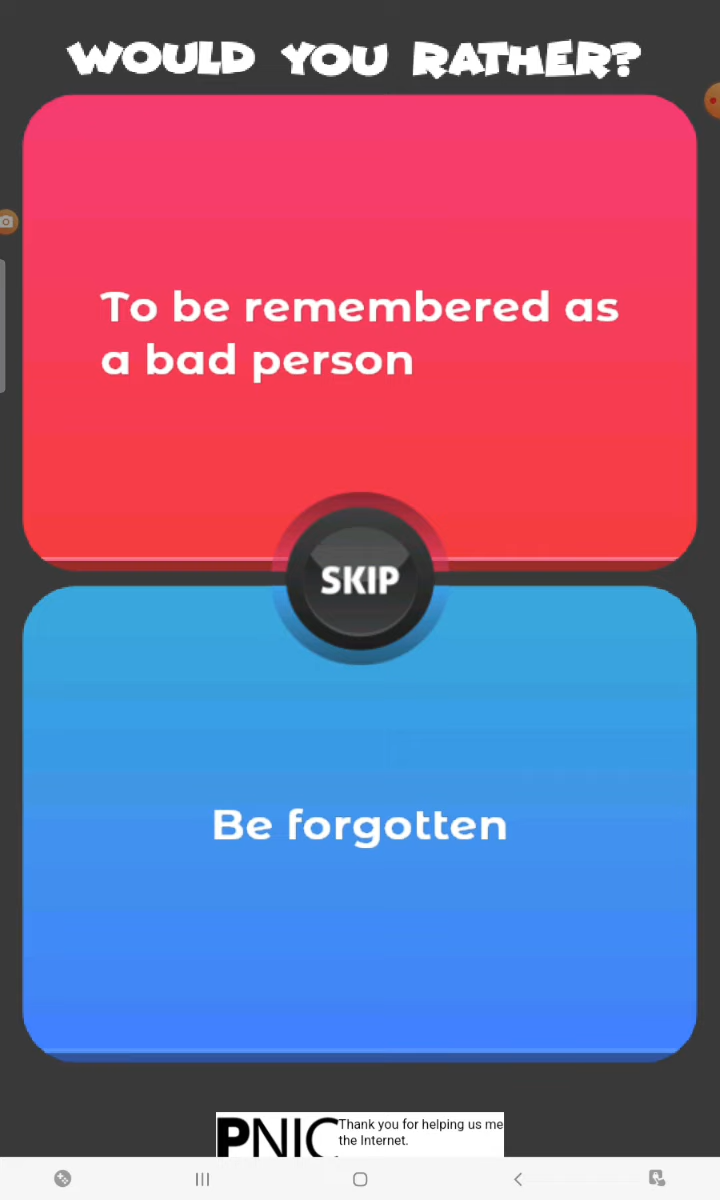 WOULD YOU RATHER?
To be remembered as
a bad person
SKIP
Be forgotten
PNIC
Thank you for helping us me
the Internet.